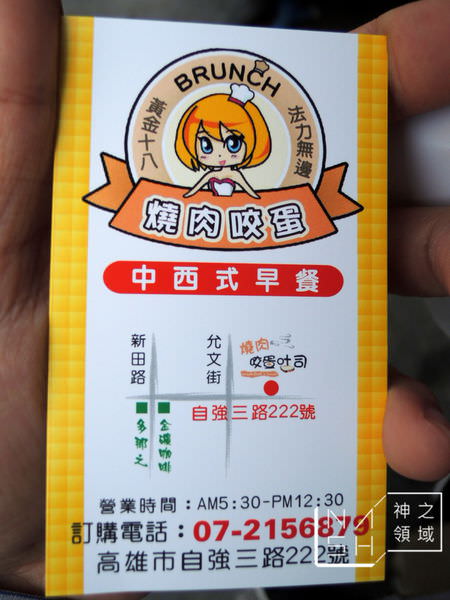 BRUNCH
黃金十八
法力無邊
燒肉咬蛋
中西式早餐
新田路
允文街
燒肉
咬蛋吐司
自強三路222號
多那之
金礦咖啡
營業時間：AM5:30-PM12:30
訂購電話：07-2156879
高雄市自強三路222號
神之
領域